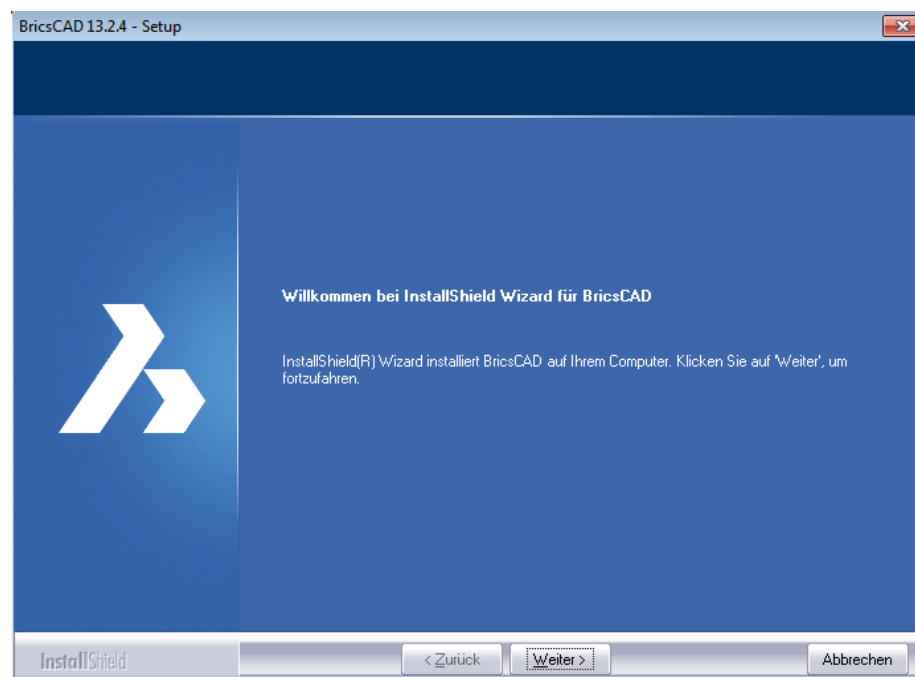 BricsCAD 13.2.4 - Setup
Willkommen bei InstallShield Wizard für BricsCAD
InstallShield(R) Wizard installiert BricsCAD auf Ihrem Computer. Klicken Sie auf 'Weiter', um
fortzufahren.
InstallShield
< Zurück
Weiter >
Abbrechen